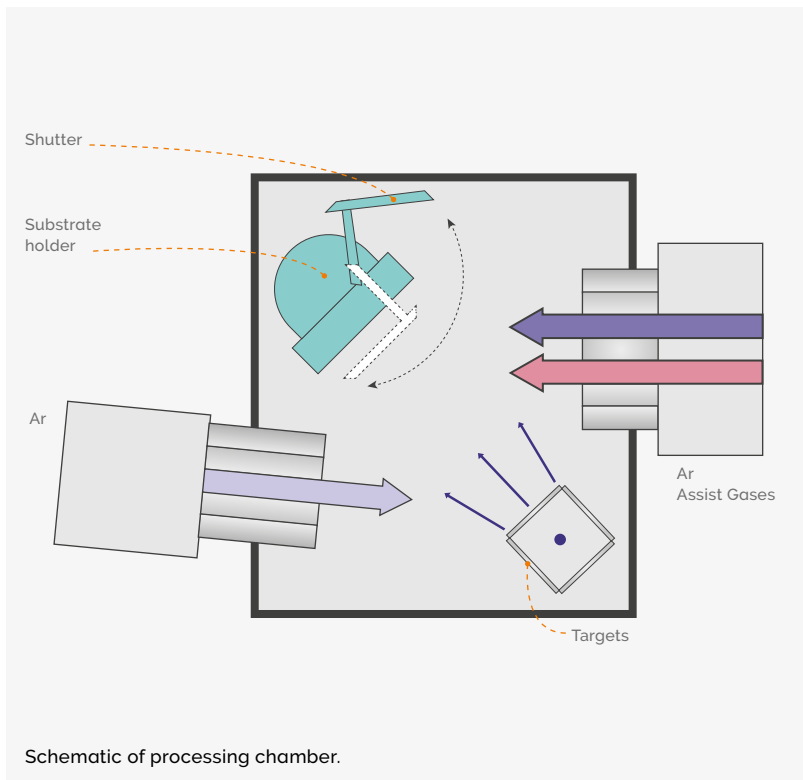 Shutter
Substrate
holder
Ar
Ar
Assist Gases
Targets
Schematic of processing chamber.